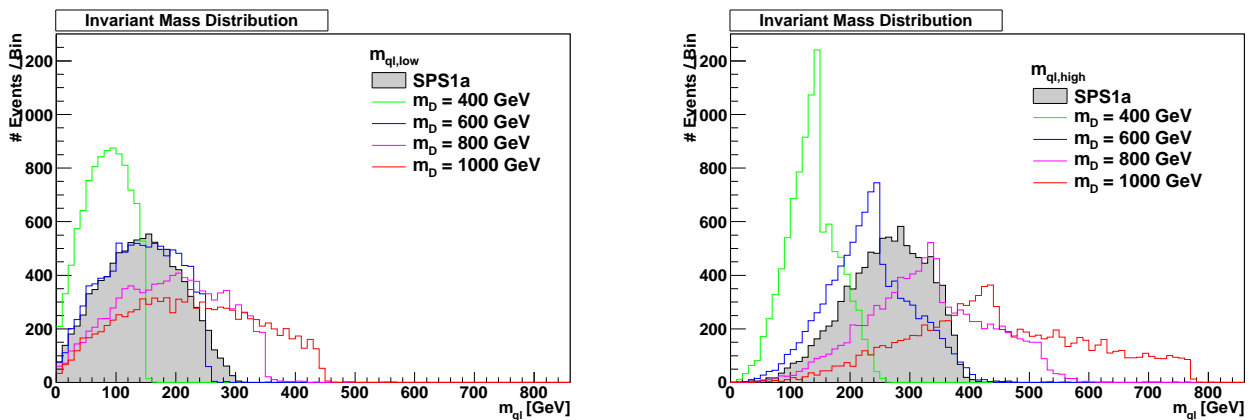 Invariant Mass Distribution
# Events / Bin
1200
1000
800
600
400
200
0
m_ql,low
SPS1a
m_D = 400 GeV
m_D = 600 GeV
m_D = 800 GeV
m_D = 1000 GeV
0 100 200 300 400 500 600 700 800
m_ql [GeV]
Invariant Mass Distribution
# Events / Bin
1200
1000
800
600
400
200
0
m_ql,high
SPS1a
m_D = 400 GeV
m_D = 600 GeV
m_D = 800 GeV
m_D = 1000 GeV
0 100 200 300 400 500 600 700 800
m_ql [GeV]